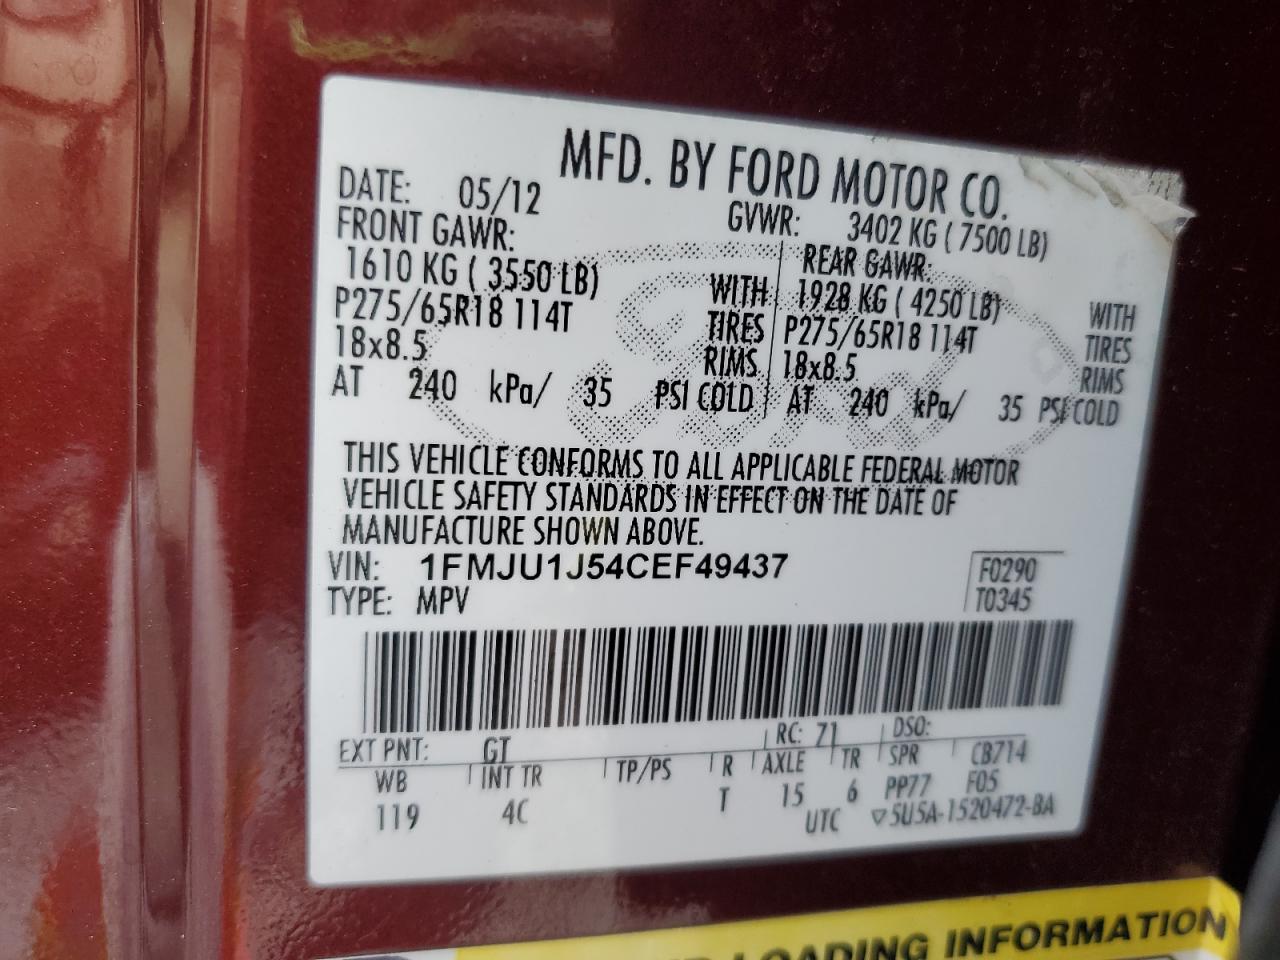 MFD. BY FORD MOTOR CO.
DATE: 05/12 GVWR: 3402 KG ( 7500 LB)
FRONT GAWR: REAR GAWR:
1610 KG ( 3550 LB) WITH 1928 KG ( 4250 LB) WITH
P275/65R18 114T TIRES P275/65R18 114T TIRES
18x8.5 RIMS 18x8.5 RIMS
AT 240 kPa/ 35 PSI COLD AT 240 kPa/ 35 PSI COLD
Ford
THIS VEHICLE CONFORMS TO ALL APPLICABLE FEDERAL MOTOR
VEHICLE SAFETY STANDARDS IN EFFECT ON THE DATE OF
MANUFACTURE SHOWN ABOVE.
VIN: 1FMJU1J54CEF49437 F0290
TYPE: MPV T0345
EXT PNT: GT RC: 71 DSO:
WB INT TR TP/PS R AXLE TR SPR CB714
119 4C T 15 6 PP77 F05
UTC ▽5U5A-1520472-BA
LOADING INFORMATION